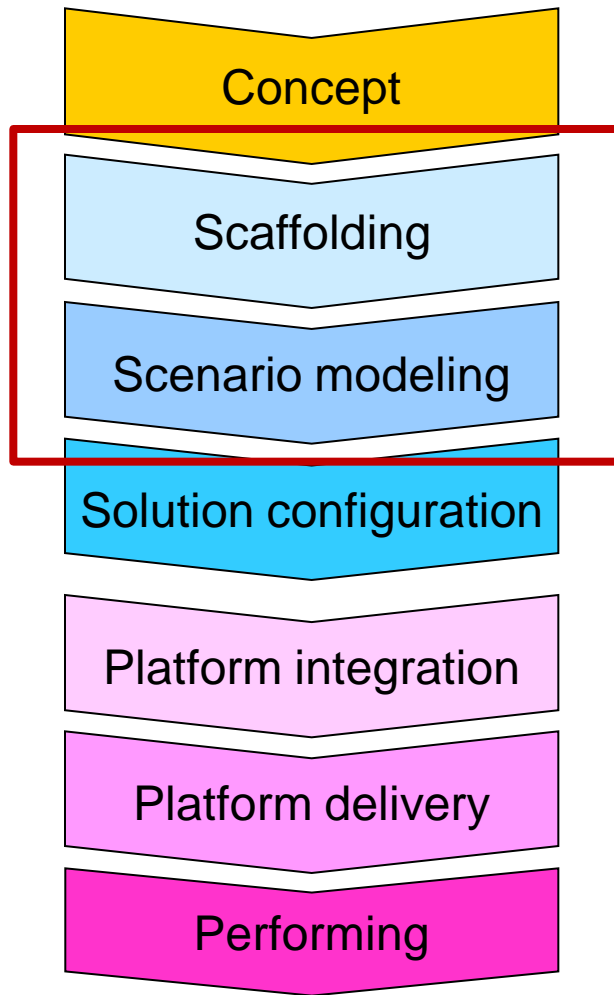 Concept
Scaffolding
Scenario modeling
Solution configuration
Platform integration
Platform delivery
Performing